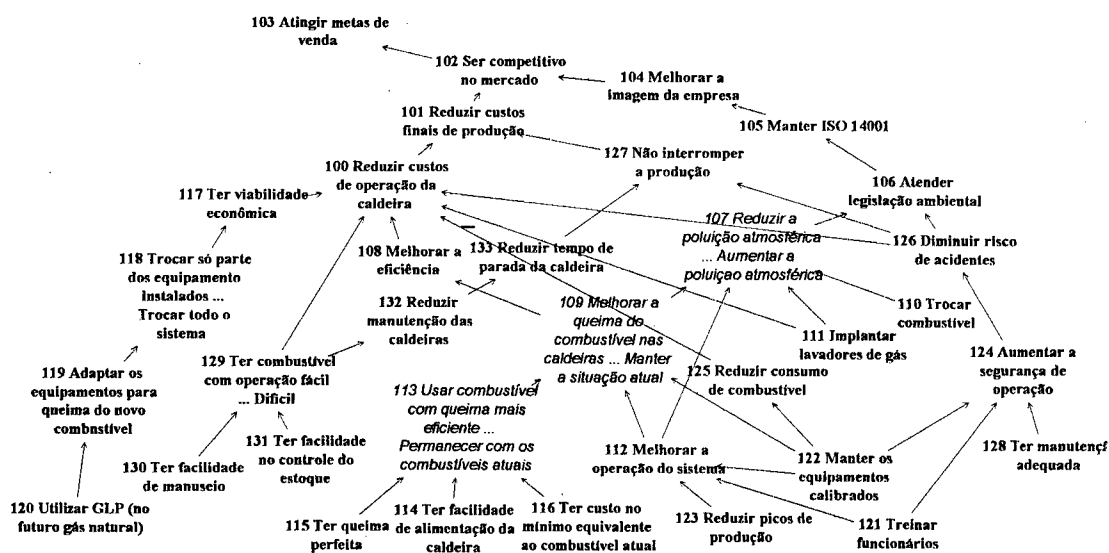 103 Atingir metas de
venda
102 Ser competitivo
no mercado
104 Melhorar a
imagem da empresa
101 Reduzir custos
finais de produção
105 Manter ISO 14001
127 Não interromper
a produção
100 Reduzir custos
de operação da
caldeira
106 Atender
legislação ambiental
117 Ter viabilidade
econômica
107 Reduzir a
poluição atmosférica
... Aumentar a
poluiçao atmosférica
126 Diminuir risco
de acidentes
108 Melhorar a
eficiência
133 Reduzir tempo de
parada da caldeira
118 Trocar só parte
dos equipamento
instalados ...
Trocar todo o
sistema
132 Reduzir
manutenção das
caldeiras
109 Melhorar a
queima do
combustível nas
caldeiras ... Manter
a situação atual
110 Trocar
combustível
111 Implantar
lavadores de gás
129 Ter combustível
com operação fácil
... Dificil
124 Aumentar a
segurança de
operação
119 Adaptar os
equipamentos para
queima do novo
combnstível
125 Reduzir consumo
de combustível
113 Usar combustível
com queima mais
eficiente ...
Permanecer com os
combustíveis atuais
131 Ter facilidade
no controle do
estoque
112 Melhorar a
operação do sistema
122 Manter os
equipamentos
calibrados
128 Ter manutenç
adequada
130 Ter facilidade
de manuseio
120 Utilizar GLP (no
futuro gás natural)
115 Ter queima
perfeita
114 Ter facilidade
de alimentação da
caldeira
116 Ter custo no
mínimo equivalente
ao combustível atual
123 Reduzir picos de
produção
121 Treinar
funcionários